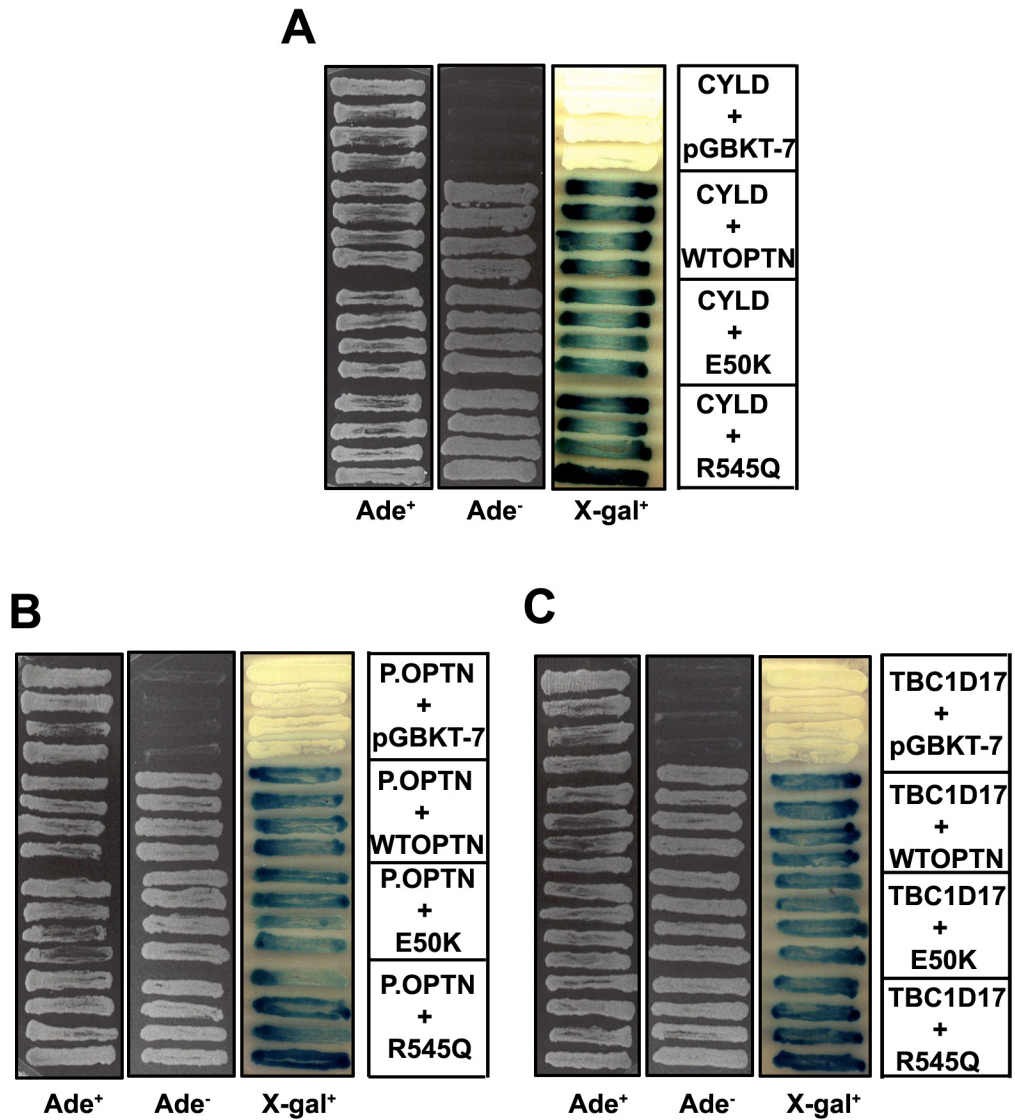 A
CYLD
+
pGBKT-7
CYLD
+
WTOPTN
CYLD
+
E50K
CYLD
+
R545Q
Ade⁺
Ade⁻
X-gal⁺
B
P.OPTN
+
pGBKT-7
P.OPTN
+
WTOPTN
P.OPTN
+
E50K
P.OPTN
+
R545Q
Ade⁺
Ade⁻
X-gal⁺
C
TBC1D17
+
pGBKT-7
TBC1D17
+
WTOPTN
TBC1D17
+
E50K
TBC1D17
+
R545Q
Ade⁺
Ade⁻
X-gal⁺